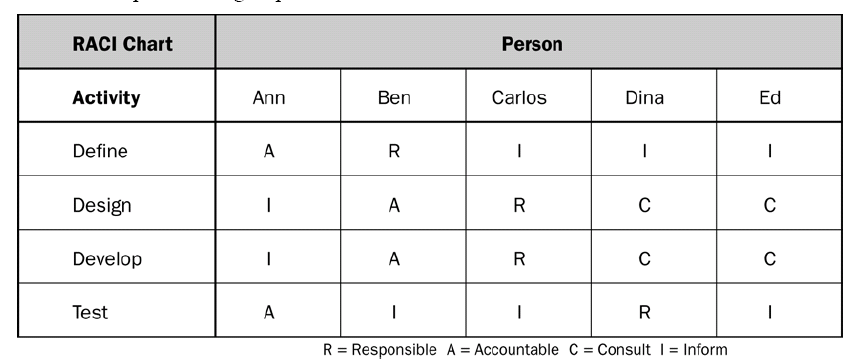 RACI Chart Person
Activity Ann Ben Carlos Dina Ed
Define A R I I I
Design I A R C C
Develop I A R C C
Test A I I R I
R = Responsible A = Accountable C = Consult I = Inform